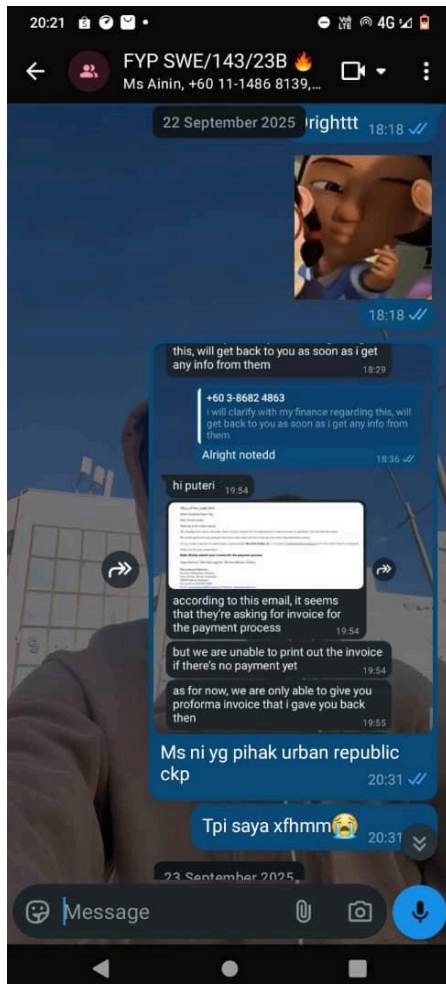 20:21
VoI) LTE 4G
FYP SWE/143/23B 🔥
Ms Ainin, +60 11-1486 8139,...
22 September 2025
righttt 18:18
18:18
this, will get back to you as soon as i get
any info from them
18:29
+60 3-8682 4863
i will clarify with my finance regarding this, will
get back to you as soon as i get any info from
them
Alright notedd 18:36
hi puteri 19:54
according to this email, it seems
that they're asking for invoice for
the payment process 19:54
but we are unable to print out the invoice
if there's no payment yet 19:54
as for now, we are only able to give you
proforma invoice that i gave you back
then 19:55
Ms ni yg pihak urban republic
ckp 20:31
Tpi saya xfhmm😭 20:31
23 September 2025
Message